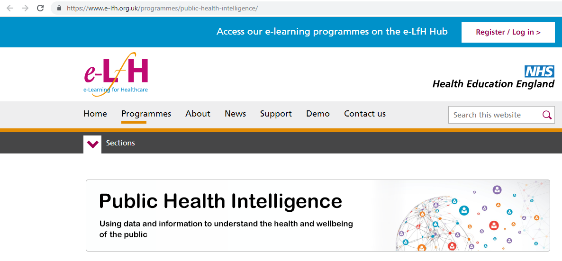 https://www.e-lfh.org.uk/programmes/public-health-intelligence/
Access our e-learning programmes on the e-LfH Hub
Register / Log in >
e-LfH
e-Learning for Healthcare
NHS
Health Education England
Home Programmes About News Support Demo Contact us
Search this website
Sections
Public Health Intelligence
Using data and information to understand the health and wellbeing
of the public